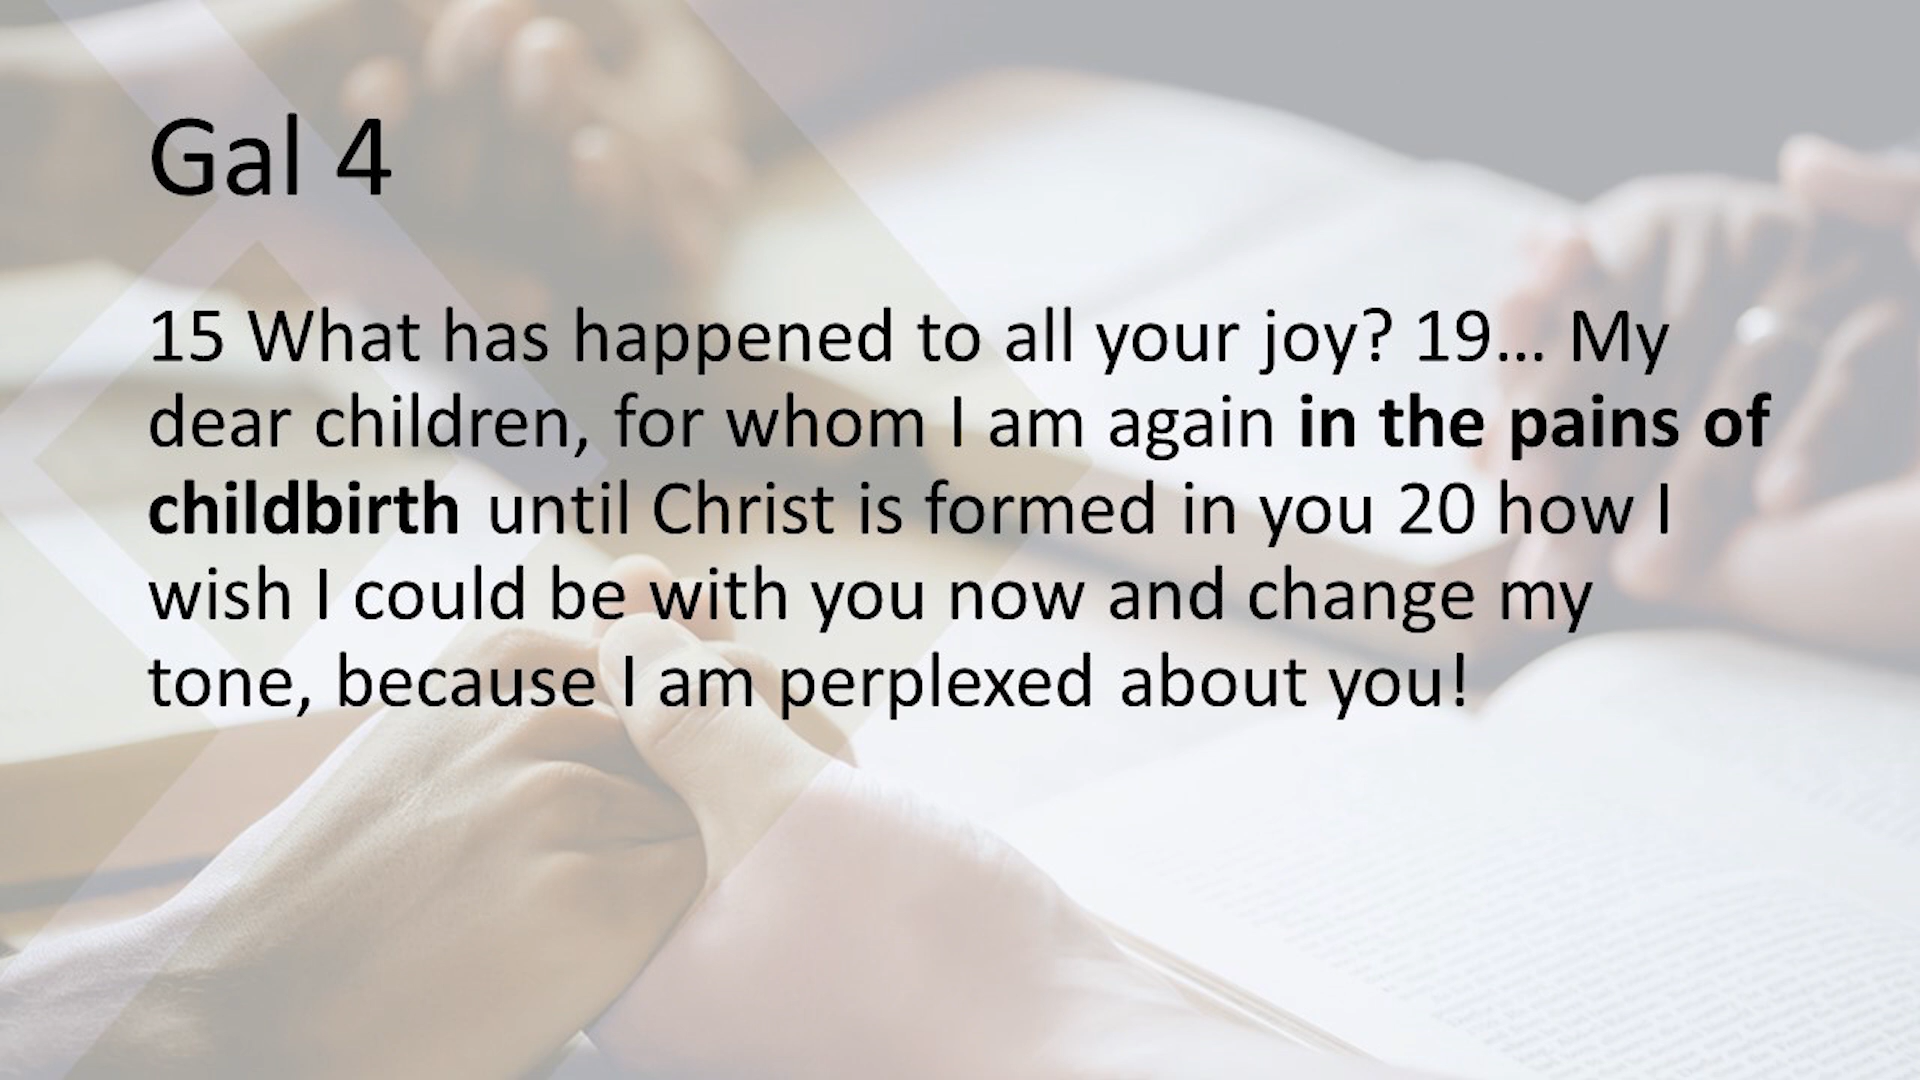 Gal 4
15 What has happened to all your joy? 19... My
dear children, for whom I am again in the pains of
childbirth until Christ is formed in you 20 how I
wish I could be with you now and change my
tone, because I am perplexed about you!